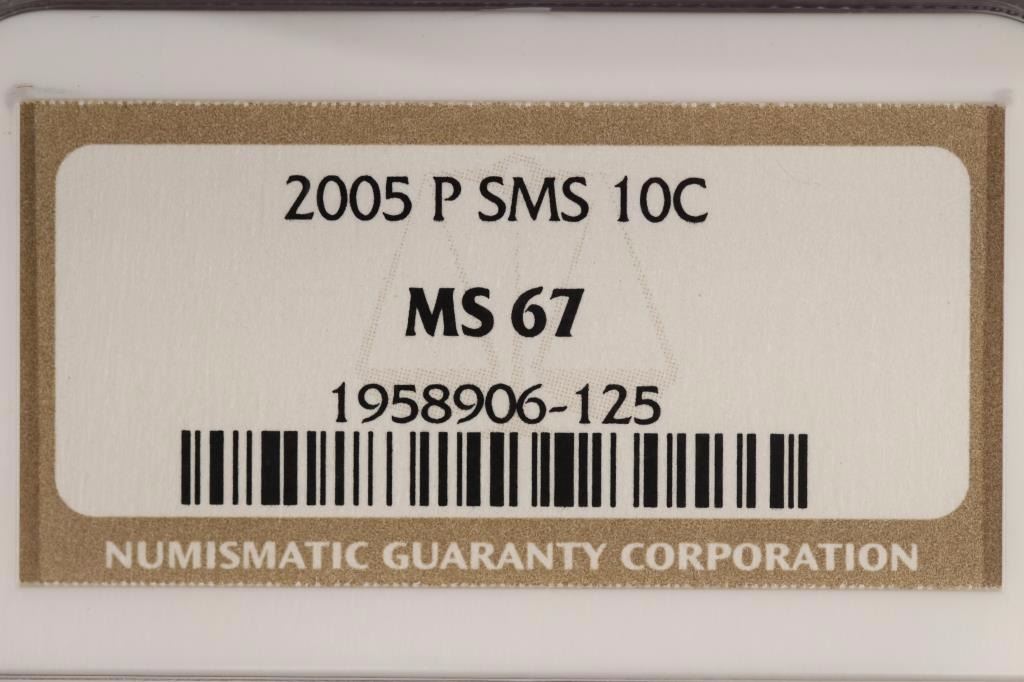 2005 P SMS 10C
MS 67
1958906-125
NUMISMATIC GUARANTY CORPORATION